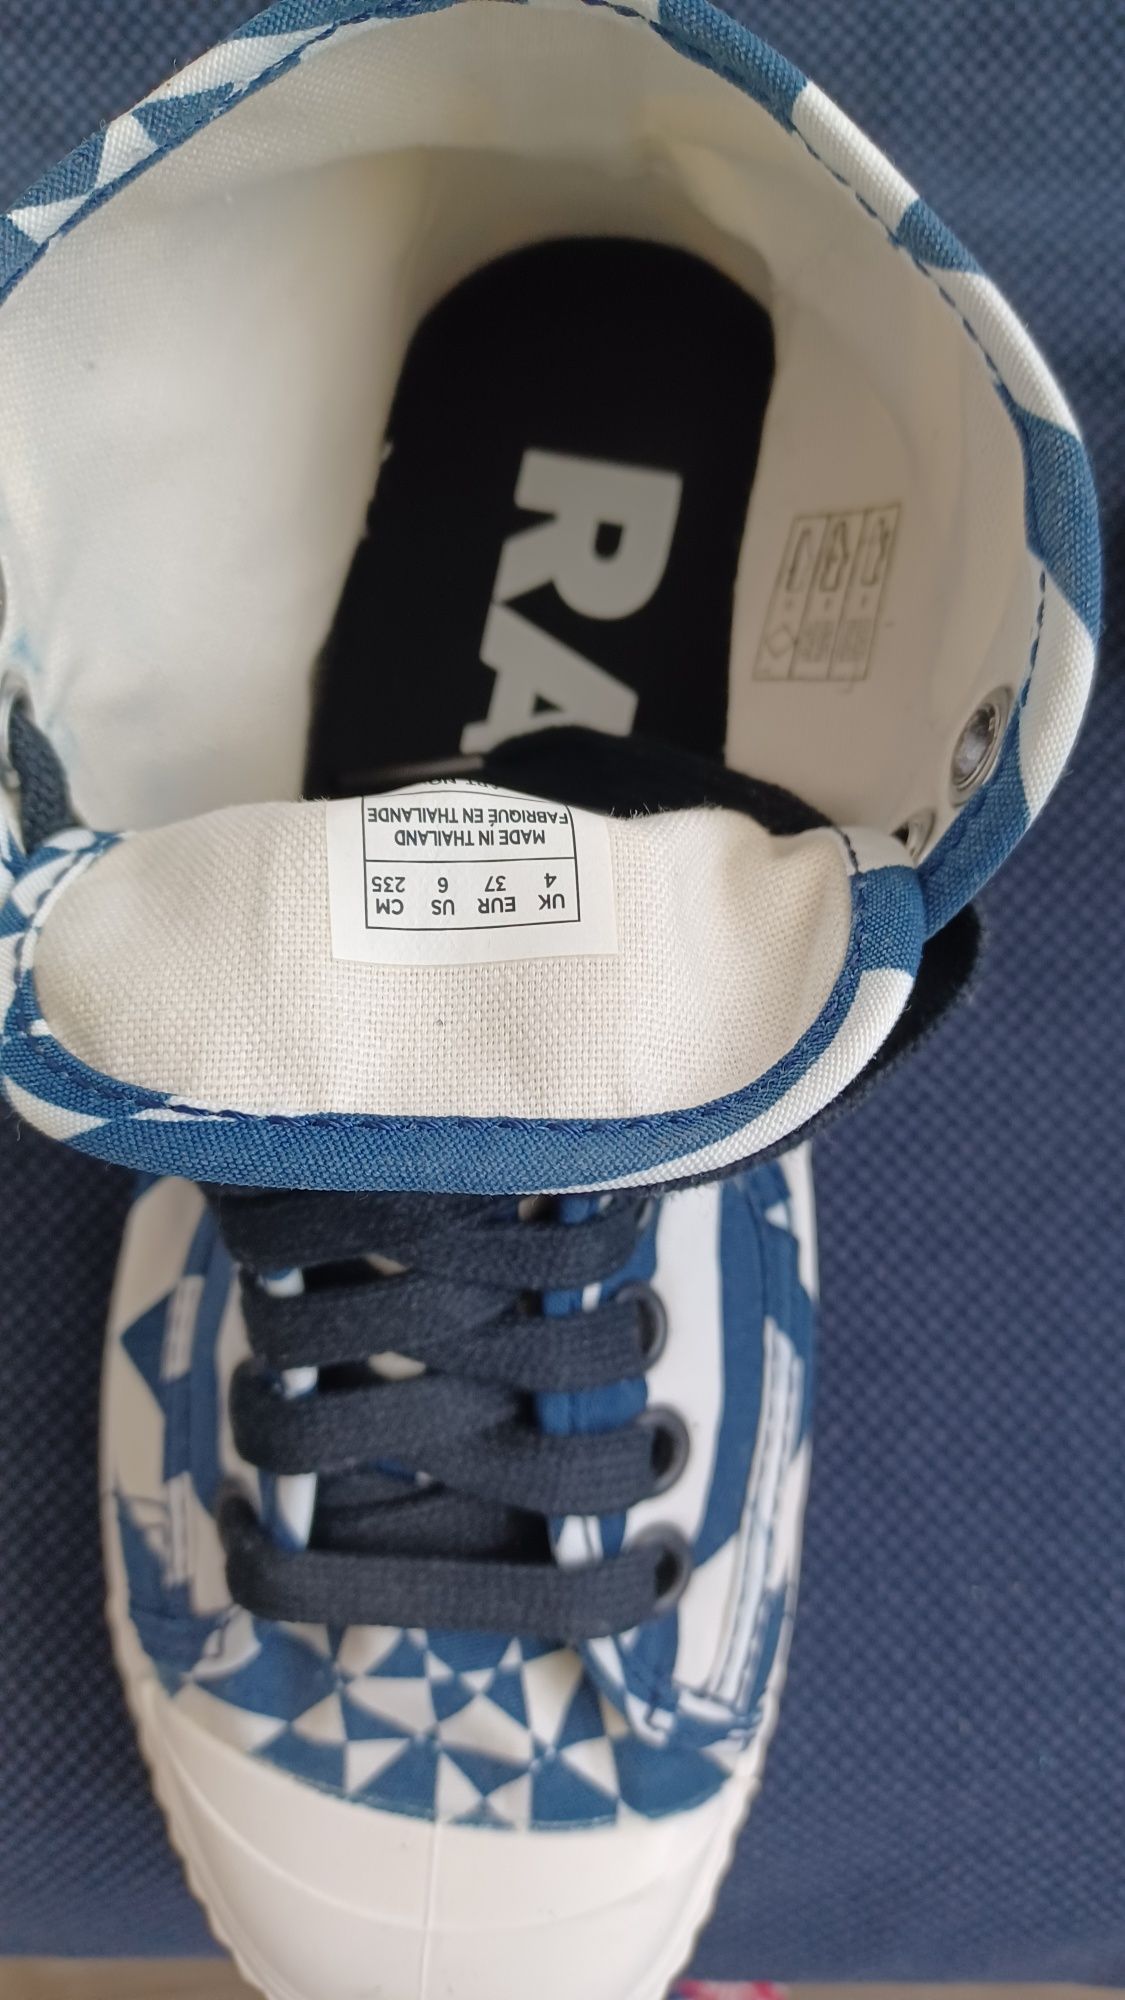 RA
UK EUR US CM
4 37 6 235
MADE IN THAILAND
FABRIQUÉ EN THAILANDE